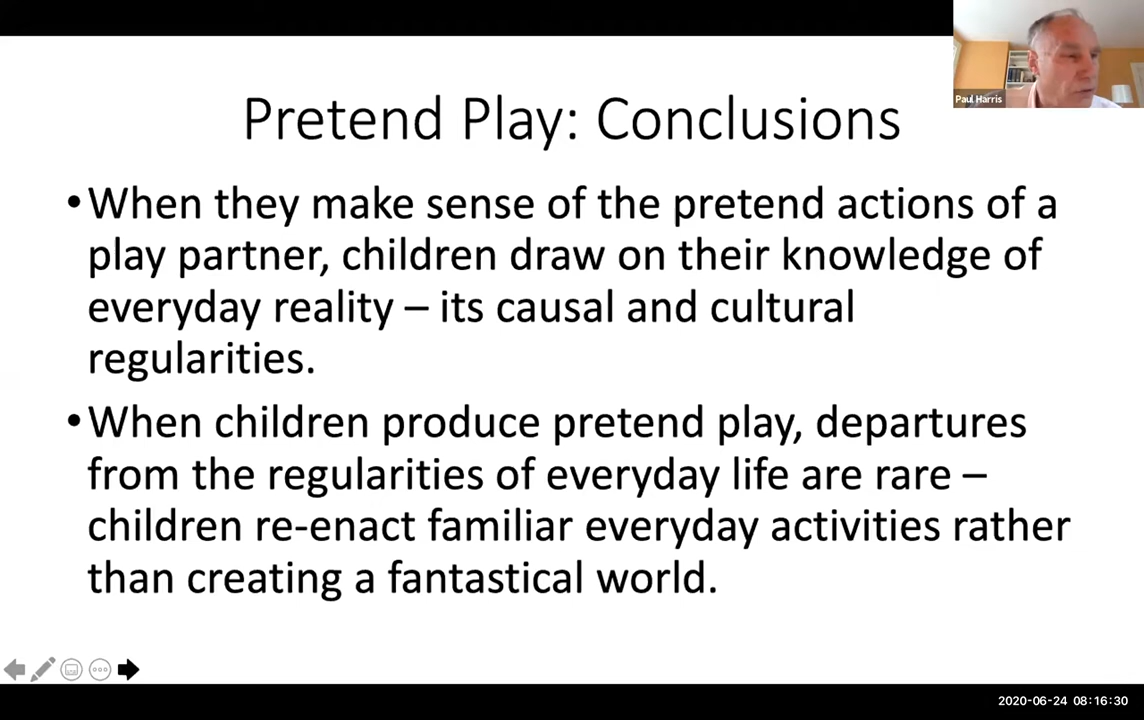 Paul Harris
Pretend Play: Conclusions
•When they make sense of the pretend actions of a
play partner, children draw on their knowledge of
everyday reality – its causal and cultural
regularities.
•When children produce pretend play, departures
from the regularities of everyday life are rare –
children re-enact familiar everyday activities rather
than creating a fantastical world.
2020-06-24 08:16:30